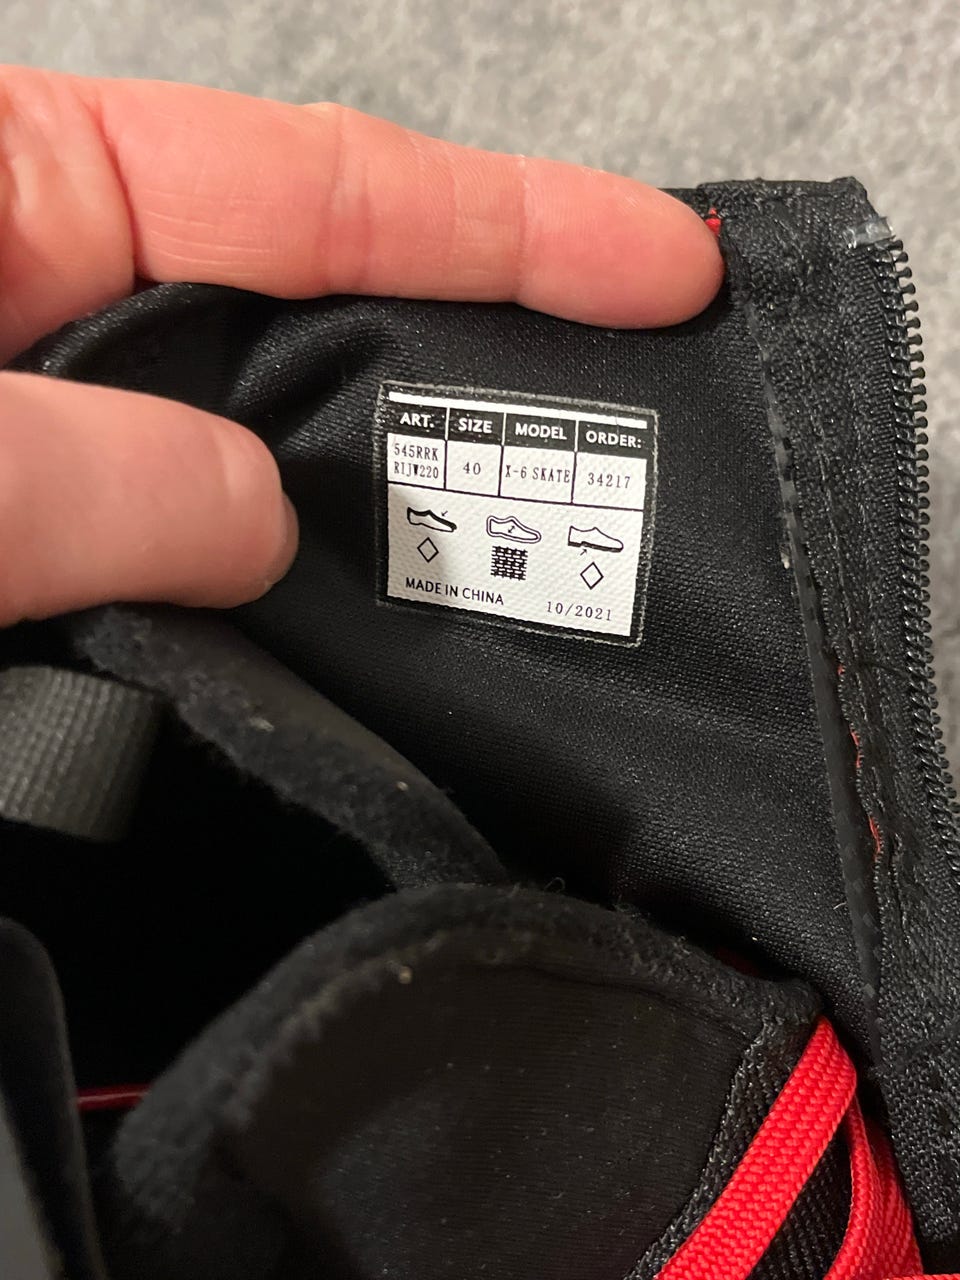 ART. SIZE MODEL ORDER:
545RRK
RIJW220 40 X-6 SKATE 34217
MADE IN CHINA 10/2021